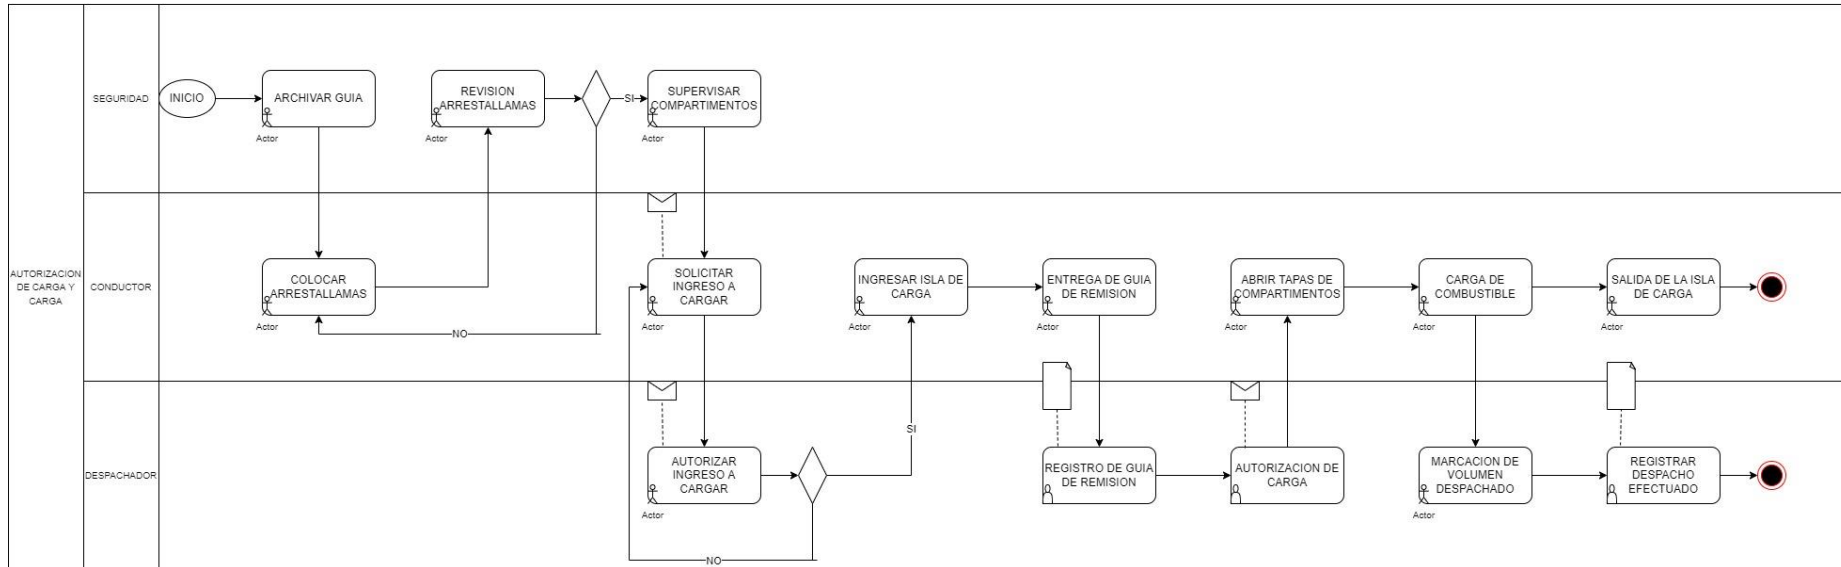 AUTORIZACION
DE CARGA Y
CARGA
SEGURIDAD
INICIO
ARCHIVAR GUIA
Actor
REVISION
ARRESTALLAMAS
Actor
SI
SUPERVISAR
COMPARTIMENTOS
Actor
CONDUCTOR
COLOCAR
ARRESTALLAMAS
Actor
NO
SOLICITAR
INGRESO A
CARGAR
Actor
INGRESAR ISLA DE
CARGA
Actor
ENTREGA DE GUIA
DE REMISION
Actor
ABRIR TAPAS DE
COMPARTIMENTOS
Actor
CARGA DE
COMBUSTIBLE
Actor
SALIDA DE LA ISLA
DE CARGA
Actor
DESPACHADOR
AUTORIZAR
INGRESO A
CARGAR
Actor
SI
NO
REGISTRO DE GUIA
DE REMISION
AUTORIZACION DE
CARGA
MARCACION DE
VOLUMEN
DESPACHADO
Actor
REGISTRAR
DESPACHO
EFECTUADO